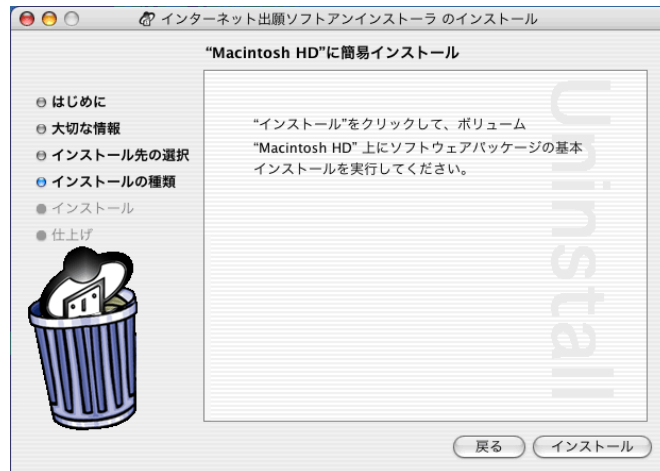 インターネット出願ソフトアンインストーラ のインストール
“Macintosh HD”に簡易インストール
はじめに
大切な情報
インストール先の選択
インストールの種類
インストール
仕上げ
“インストール”をクリックして、ボリューム
“Macintosh HD” 上にソフトウェアパッケージの基本
インストールを実行してください。
Uninstall
戻る
インストール